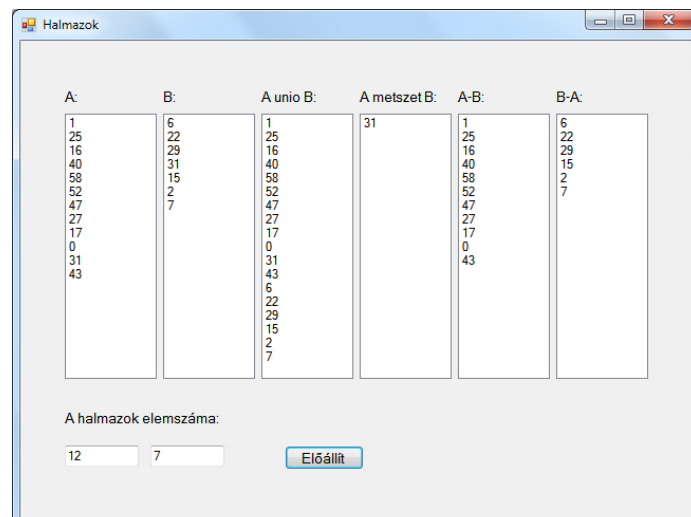 Halmazok
A: B: A unio B: A metszet B: A-B: B-A:
1 6 1 31 1 6
25 22 25 25 22
16 29 16 16 29
40 31 40 40 15
58 15 58 58 2
52 2 52 52 7
47 7 47 47
27 27 27
17 17 17
0 0 0
31 31 43
43 43
6
22
29
15
2
7
A halmazok elemszáma:
12 7 Előállít